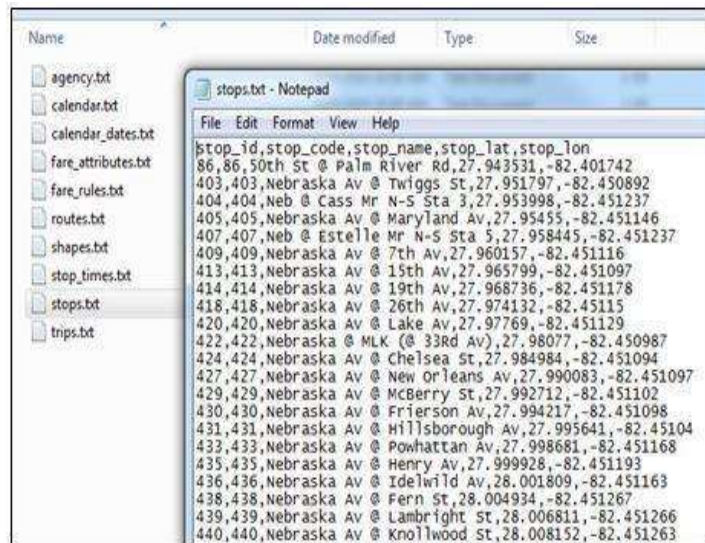 Name Date modified Type Size
agency.txt
calendar.txt
calendar_dates.txt
fare_attributes.txt
fare_rules.txt
routes.txt
shapes.txt
stop_times.txt
stops.txt
trips.txt
stops.txt - Notepad
File Edit Format View Help
stop_id,stop_code,stop_name,stop_lat,stop_lon
86,86,50th St @ Palm River Rd,27.943531,-82.401742
403,403,Nebraska Av @ Twiggs St,27.951797,-82.450892
404,404,Neb @ Cass Mr N-S Sta 3,27.953998,-82.451237
405,405,Nebraska Av @ Maryland Av,27.95455,-82.451146
407,407,Neb @ Estelle Mr N-S Sta 5,27.958445,-82.451237
409,409,Nebraska Av @ 7th Av,27.960157,-82.451116
413,413,Nebraska Av @ 15th Av,27.965799,-82.451097
414,414,Nebraska Av @ 19th Av,27.968736,-82.451178
418,418,Nebraska Av @ 26th Av,27.974132,-82.45115
420,420,Nebraska Av @ Lake Av,27.97769,-82.451129
422,422,Nebraska @ MLK (@ 33Rd Av),27.98077,-82.450987
424,424,Nebraska Av @ Chelsea St,27.984984,-82.451094
427,427,Nebraska Av @ New Orleans Av,27.990083,-82.451097
429,429,Nebraska Av @ McBerry St,27.992712,-82.451102
430,430,Nebraska Av @ Frierson Av,27.994217,-82.451098
431,431,Nebraska Av @ Hillsborough Av,27.995641,-82.45104
433,433,Nebraska Av @ Powhattan Av,27.998681,-82.451168
435,435,Nebraska Av @ Henry Av,27.999928,-82.451193
436,436,Nebraska Av @ Idelwild Av,28.001809,-82.451163
438,438,Nebraska Av @ Fern St,28.004934,-82.451267
439,439,Nebraska Av @ Lambright St,28.006811,-82.451266
440,440,Nebraska Av @ Knollwood St,28.008152,-82.451263